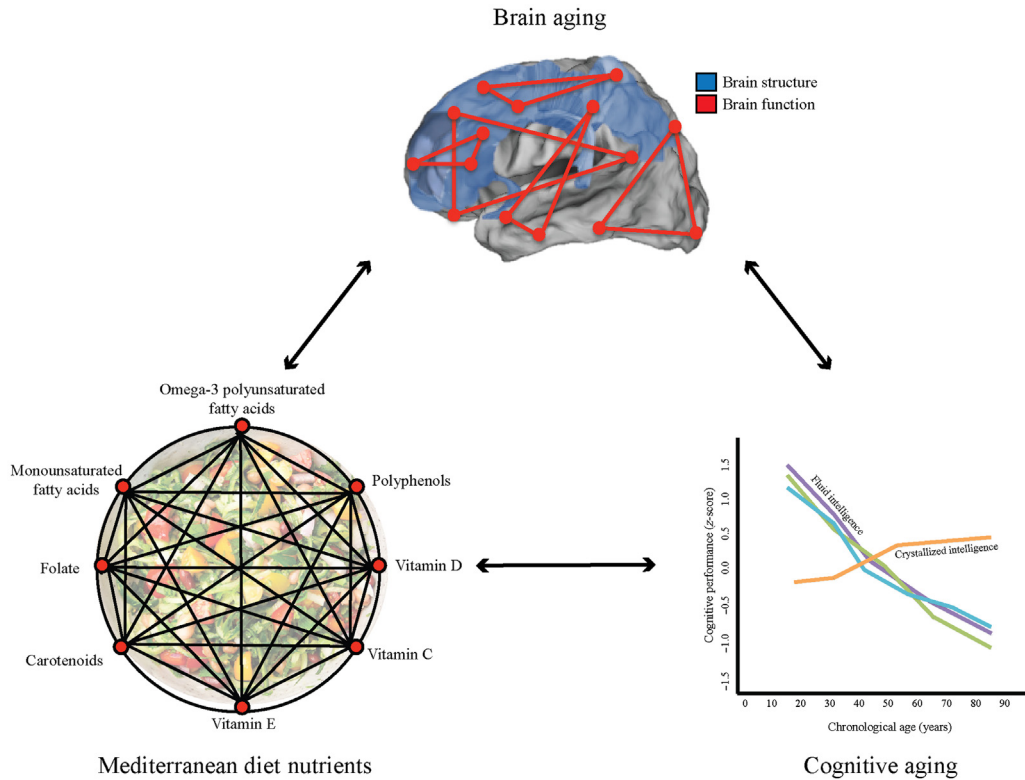 Brain aging
Brain structure
Brain function
Omega-3 polyunsaturated
fatty acids
Monounsaturated
fatty acids
Polyphenols
Folate
Vitamin D
Carotenoids
Vitamin C
Vitamin E
Mediterranean diet nutrients
Cognitive performance (z-score)
1.5
1.0
0.5
0.0
−0.5
−1.0
−1.5
Fluid intelligence
Crystallized intelligence
0 10 20 30 40 50 60 70 80 90
Chronological age (years)
Cognitive aging